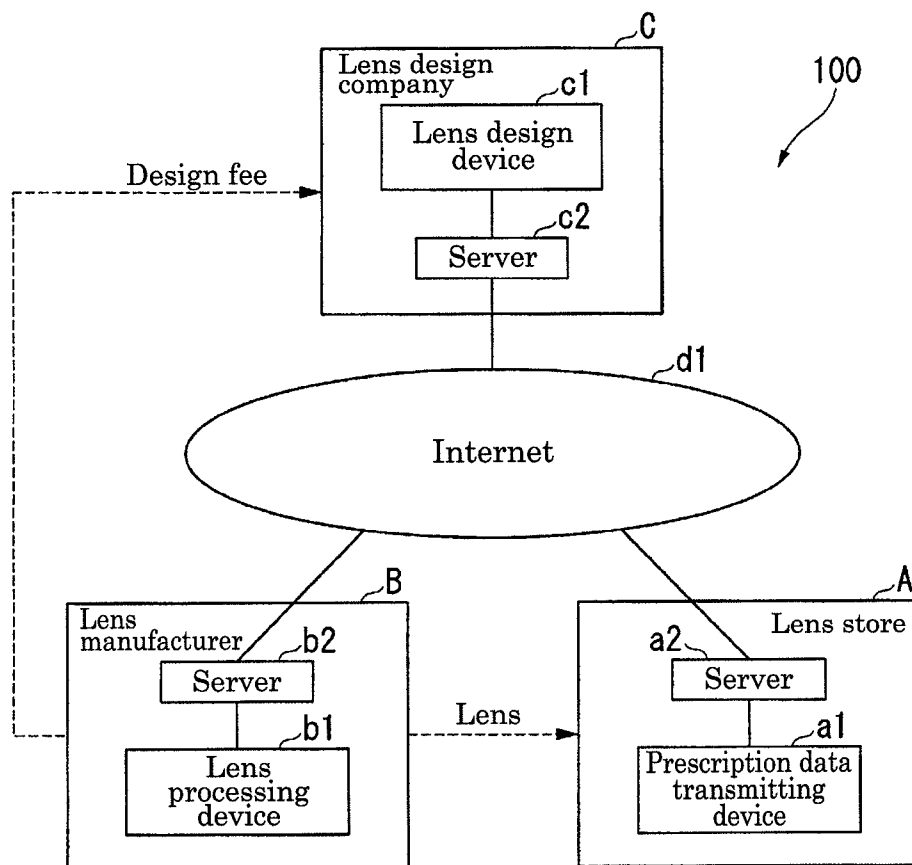 C
Lens design
company
c1
100
Lens design
device
Design fee
c2
Server
d1
Internet
B
A
Lens
manufacturer
b2
Server
b1
Lens
processing
device
Lens
Lens store
a2
Server
a1
Prescription data
transmitting
device